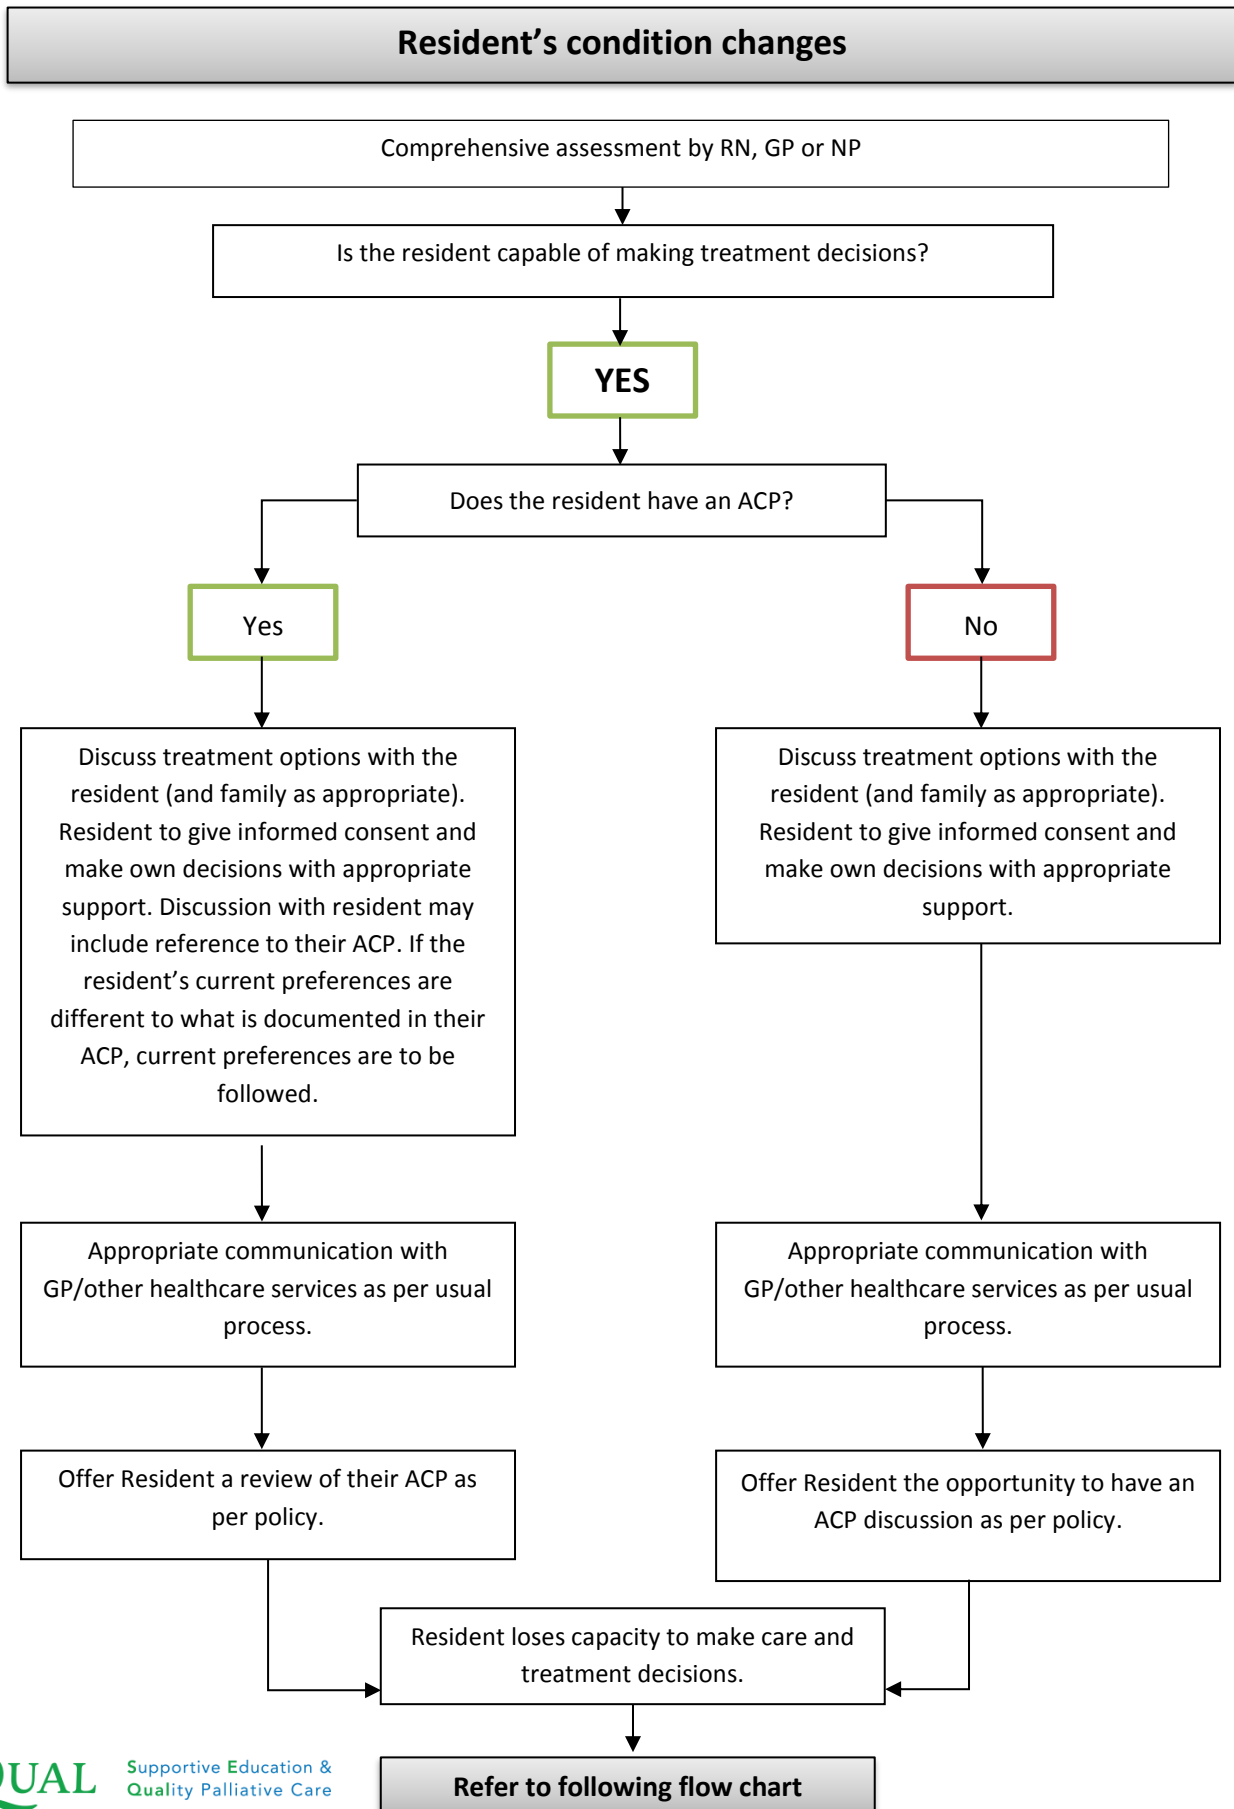 Resident’s condition changes
Comprehensive assessment by RN, GP or NP
Is the resident capable of making treatment decisions?
YES
Does the resident have an ACP?
Yes
No
Discuss treatment options with the
resident (and family as appropriate).
Resident to give informed consent and
make own decisions with appropriate
support. Discussion with resident may
include reference to their ACP. If the
resident’s current preferences are
different to what is documented in their
ACP, current preferences are to be
followed.
Discuss treatment options with the
resident (and family as appropriate).
Resident to give informed consent and
make own decisions with appropriate
support.
Appropriate communication with
GP/other healthcare services as per usual
process.
Appropriate communication with
GP/other healthcare services as per usual
process.
Offer Resident a review of their ACP as
per policy.
Offer Resident the opportunity to have an
ACP discussion as per policy.
Resident loses capacity to make care and
treatment decisions.
QUAL
Supportive Education &
Quality Palliative Care
Refer to following flow chart